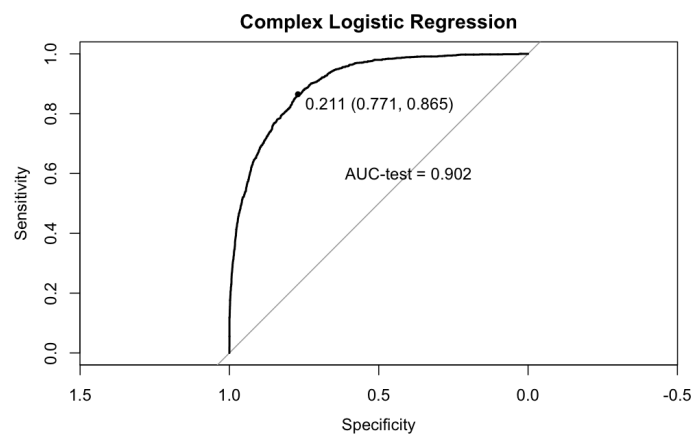 Complex Logistic Regression
1.0
0.8
0.6
0.4
0.2
0.0
Sensitivity
0.211 (0.771, 0.865)
AUC-test = 0.902
1.5 1.0 0.5 0.0 -0.5
Specificity